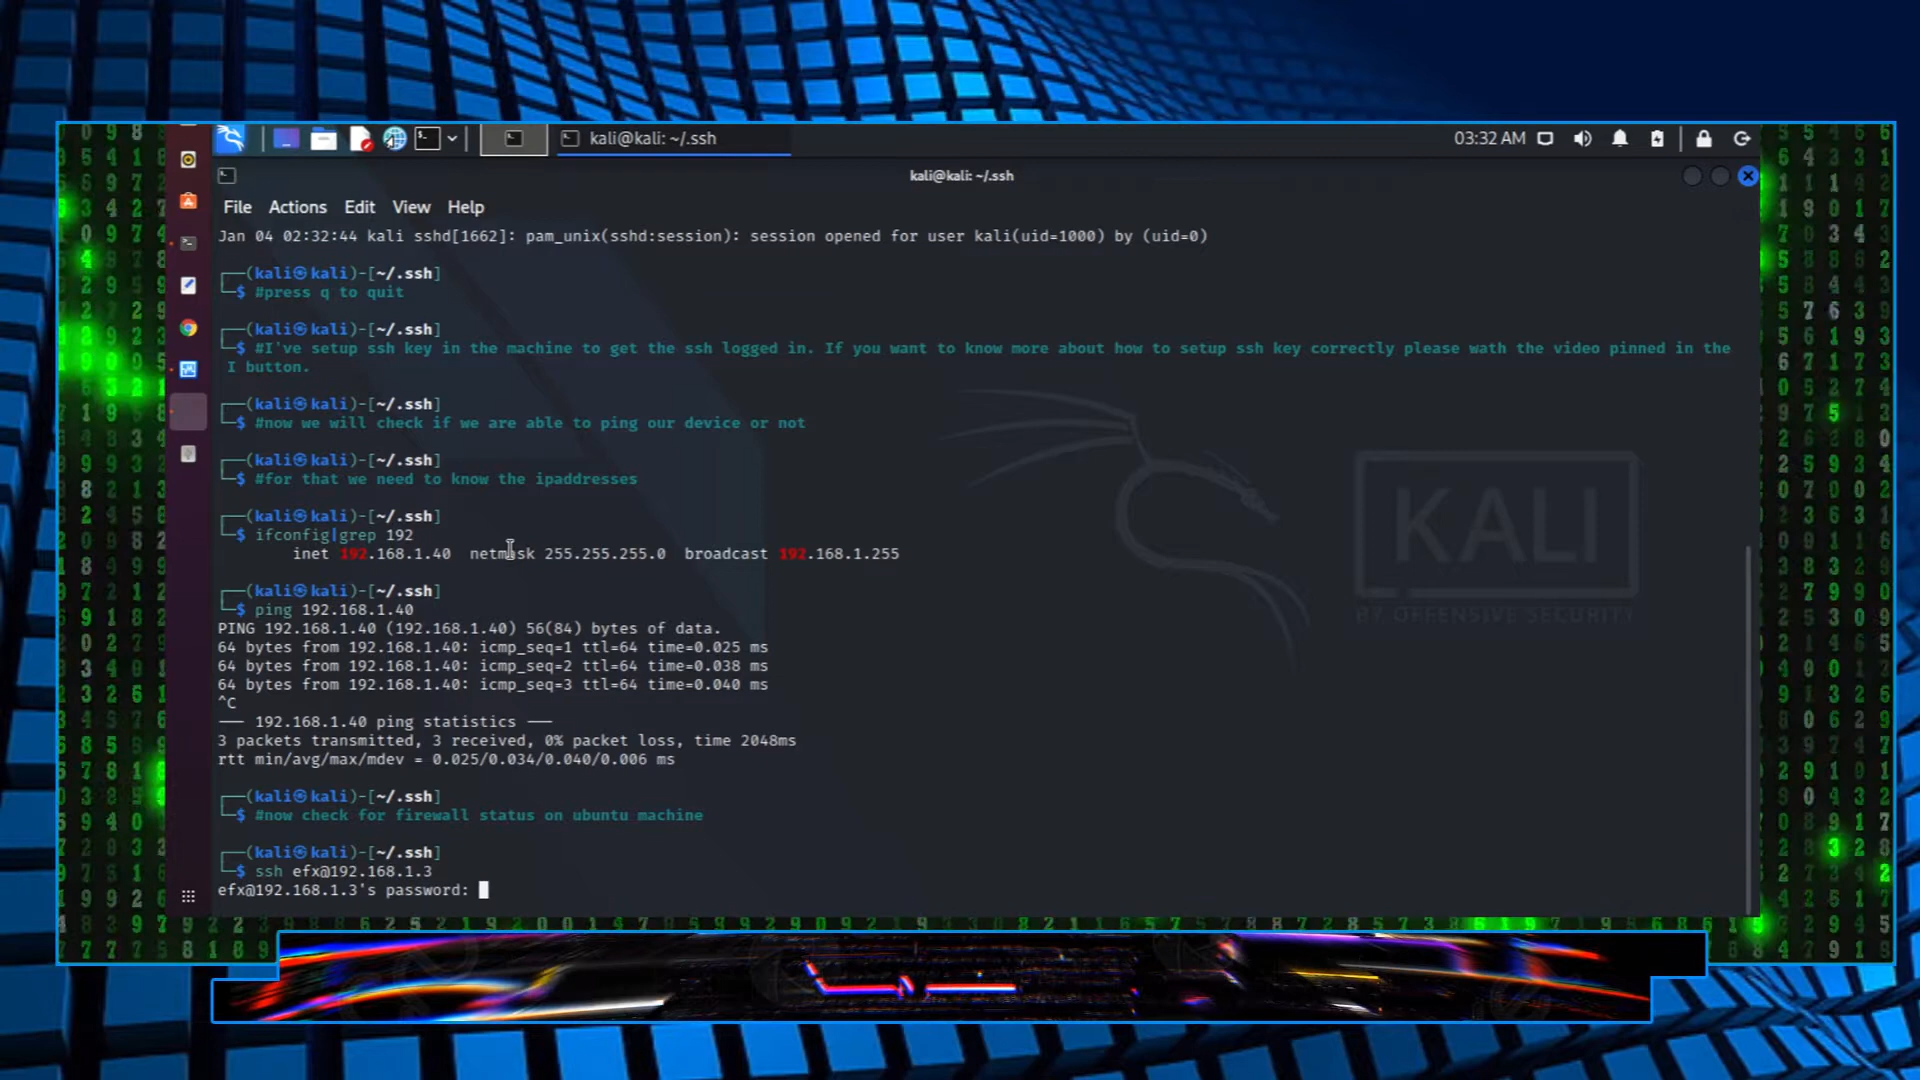 kali@kali: ~/.ssh
03:32 AM
kali@kali: ~/.ssh
File Actions Edit View Help
Jan 04 02:32:44 kali sshd[1662]: pam_unix(sshd:session): session opened for user kali(uid=1000) by (uid=0)
┌──(kali㉿kali)-[~/.ssh]
└─$ #press q to quit
┌──(kali㉿kali)-[~/.ssh]
└─$ #I've setup ssh key in the machine to get the ssh logged in. If you want to know more about how to setup ssh key correctly please wath the video pinned in the
I button.
┌──(kali㉿kali)-[~/.ssh]
└─$ #now we will check if we are able to ping our device or not
┌──(kali㉿kali)-[~/.ssh]
└─$ #for that we need to know the ipaddresses
┌──(kali㉿kali)-[~/.ssh]
└─$ ifconfig|grep 192
inet 192.168.1.40 netmask 255.255.255.0 broadcast 192.168.1.255
┌──(kali㉿kali)-[~/.ssh]
└─$ ping 192.168.1.40
PING 192.168.1.40 (192.168.1.40) 56(84) bytes of data.
64 bytes from 192.168.1.40: icmp_seq=1 ttl=64 time=0.025 ms
64 bytes from 192.168.1.40: icmp_seq=2 ttl=64 time=0.038 ms
64 bytes from 192.168.1.40: icmp_seq=3 ttl=64 time=0.040 ms
^C
── 192.168.1.40 ping statistics ──
3 packets transmitted, 3 received, 0% packet loss, time 2048ms
rtt min/avg/max/mdev = 0.025/0.034/0.040/0.006 ms
┌──(kali㉿kali)-[~/.ssh]
└─$ #now check for firewall status on ubuntu machine
┌──(kali㉿kali)-[~/.ssh]
└─$ ssh efx@192.168.1.3
efx@192.168.1.3's password:
KALI
BY OFFENSIVE SECURITY